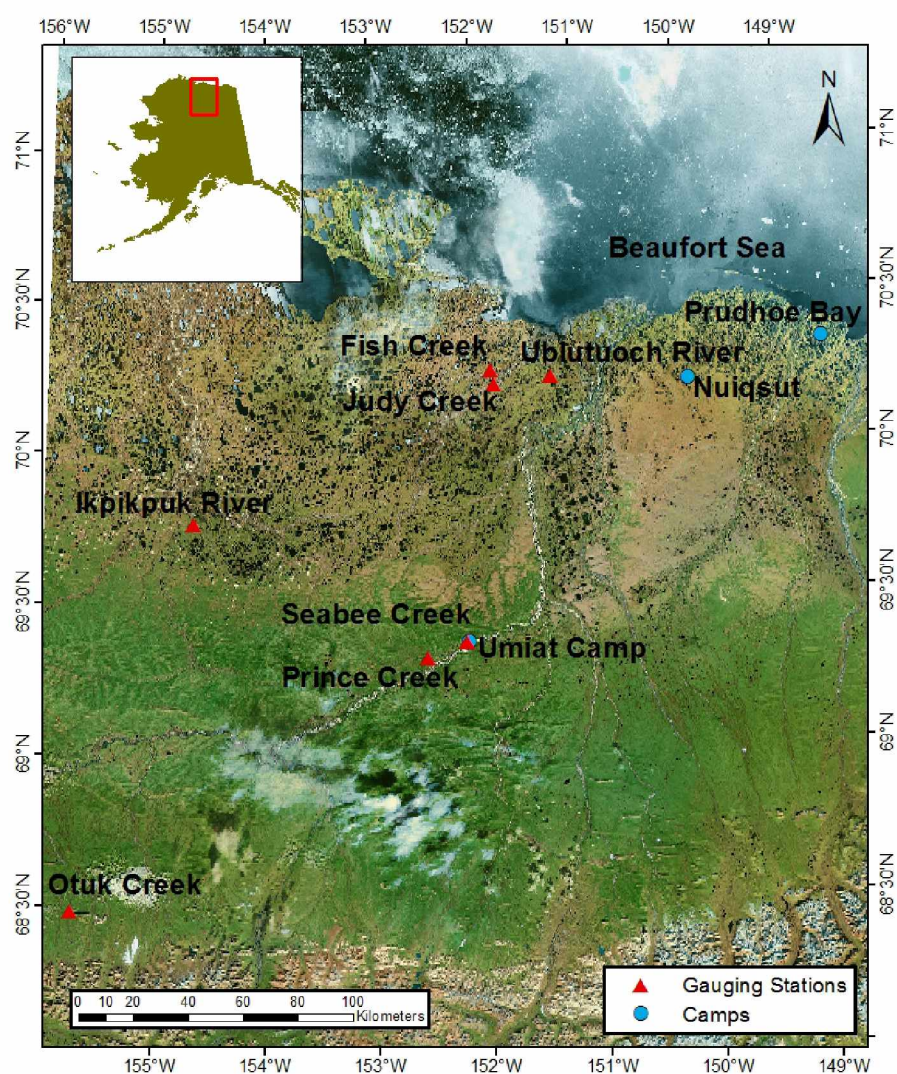 156°W 155°W 154°W 153°W 152°W 151°W 150°W 149°W
N
71°N
71°N
Beaufort Sea
70°30'N
70°30'N
Prudhoe Bay
Fish Creek
Ublutuoch River
Judy Creek
Nuiqsut
70°N
70°N
Ikpikpuk River
69°30'N
69°30'N
Seabee Creek
Umiat Camp
Prince Creek
69°N
69°N
Otuk Creek
68°30'N
68°30'N
0 10 20 40 60 80 100
Kilometers
Gauging Stations
Camps
155°W 154°W 153°W 152°W 151°W 150°W 149°W